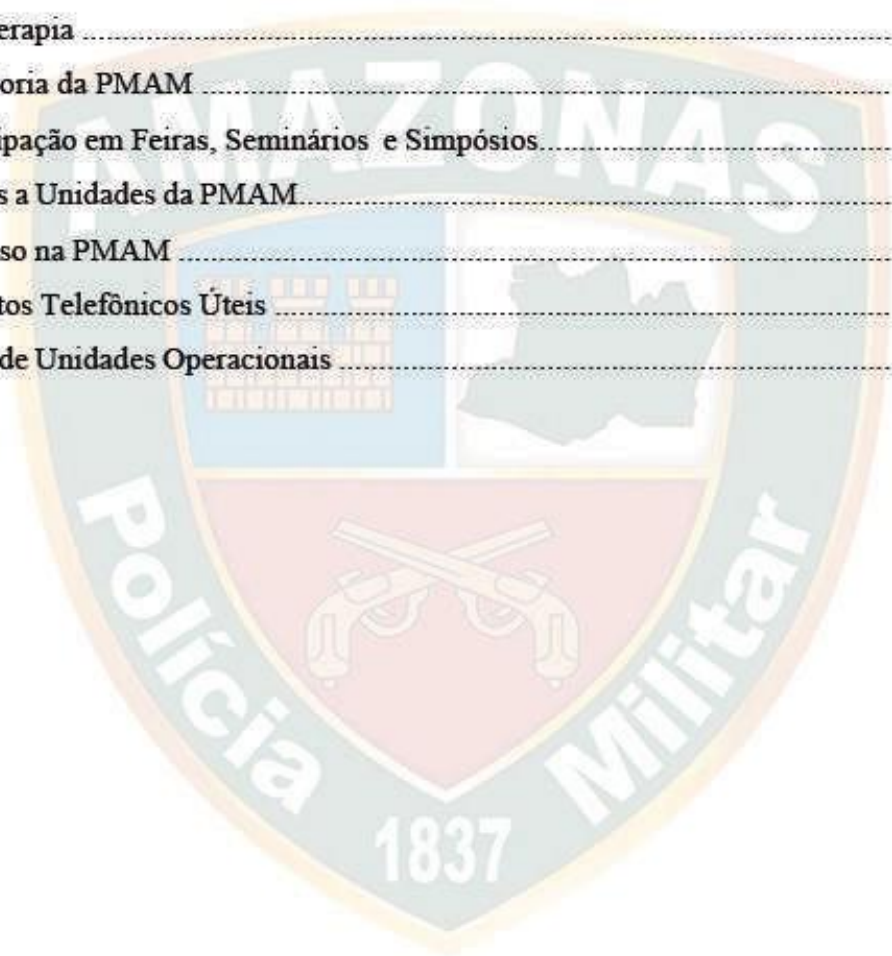 erapia
oria da PMAM
ipação em Feiras, Seminários e Simpósios
s a Unidades da PMAM
so na PMAM
tos Telefônicos Úteis
de Unidades Operacionais
AMAZONAS
Polícia Militar
1837